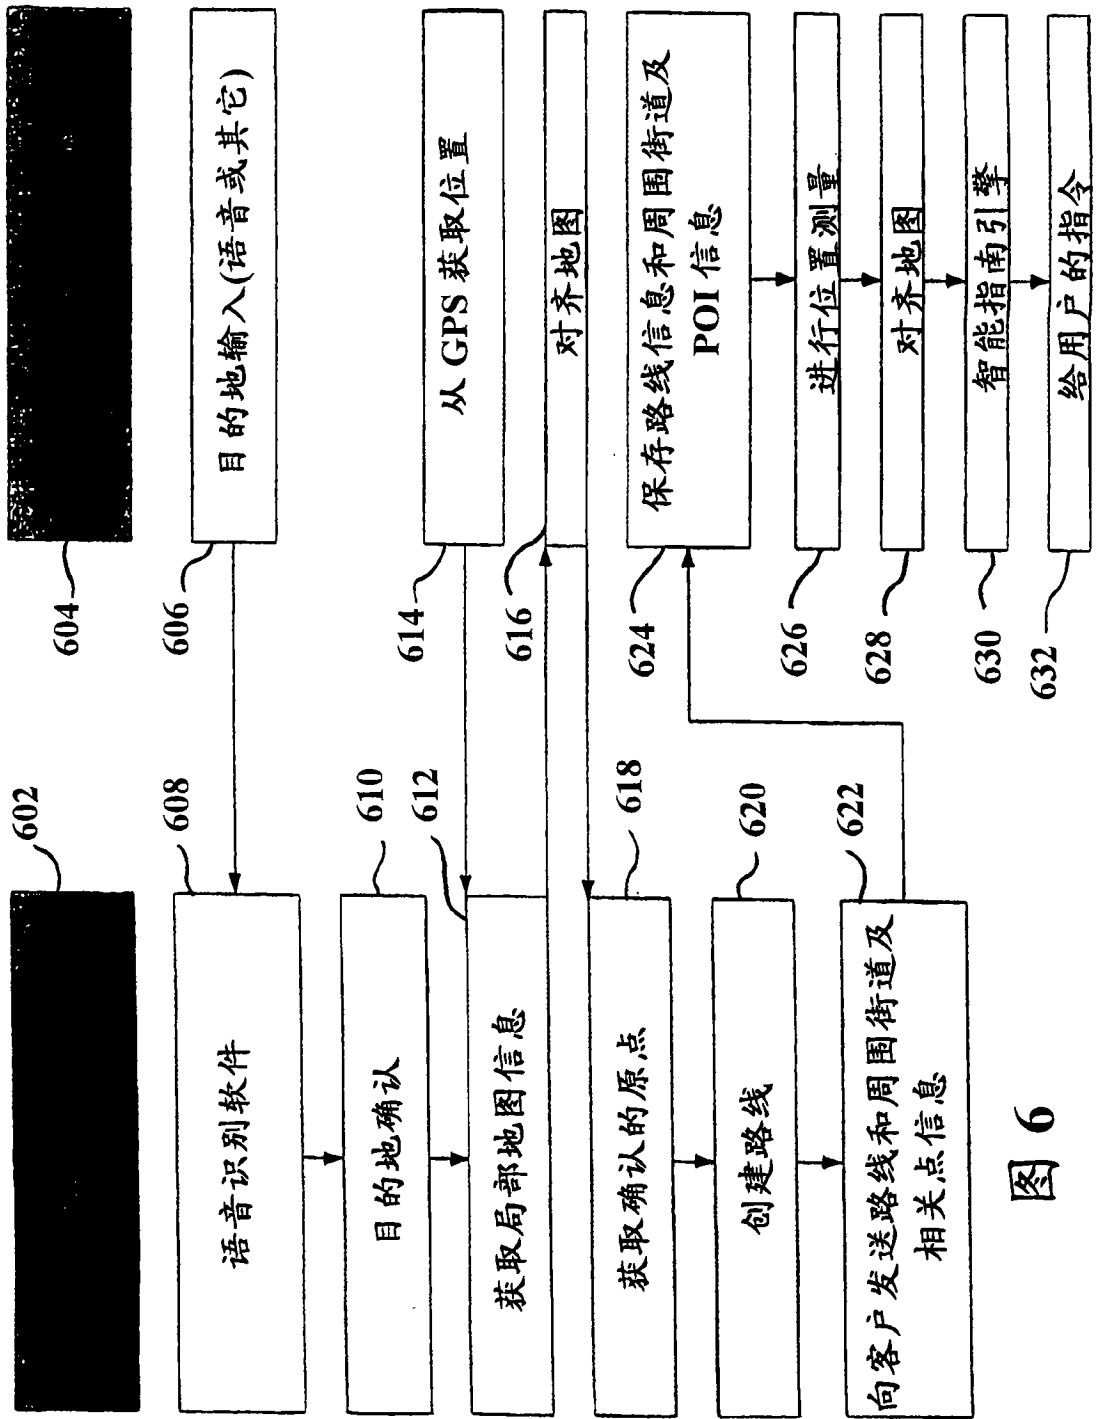 602
604
目的地输入(语音或其它)
606
608
语音识别软件
610
目的地确认
612
获取局部地图信息
614
从 GPS 获取位置
616
对齐地图
618
获取确认的原点
620
创建路线
622
向客户发送路线和周围街道及
相关点信息
624
保存路线信息和周围街道及
POI 信息
626
进行位置测量
628
对齐地图
630
智能指南引擎
632
给用户的指令
图 6